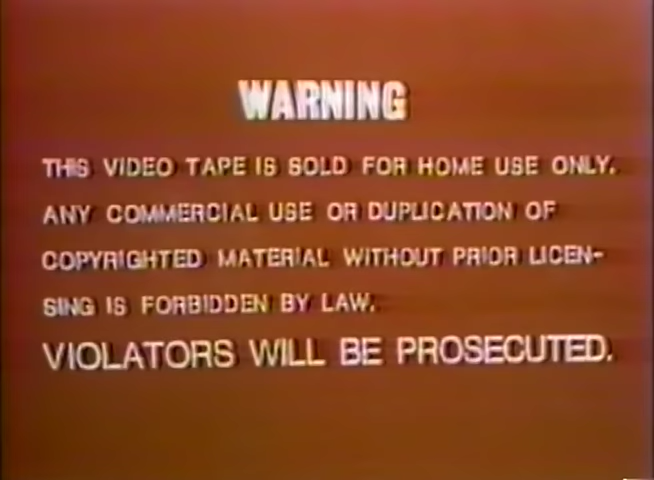 WARNING
THIS VIDEO TAPE IS SOLD FOR HOME USE ONLY.
ANY COMMERCIAL USE OR DUPLICATION OF
COPYRIGHTED MATERIAL WITHOUT PRIOR LICEN-
SING IS FORBIDDEN BY LAW.
VIOLATORS WILL BE PROSECUTED.